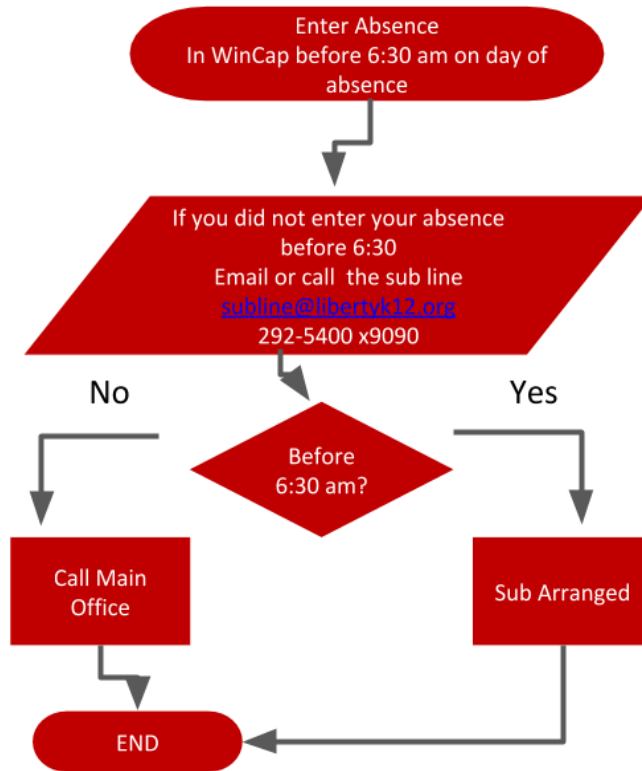 Enter Absence
In WinCap before 6:30 am on day of
absence
If you did not enter your absence
before 6:30
Email or call the sub line
subline@libertyk12.org
292-5400 x9090
No
Yes
Before
6:30 am?
Call Main
Office
Sub Arranged
END